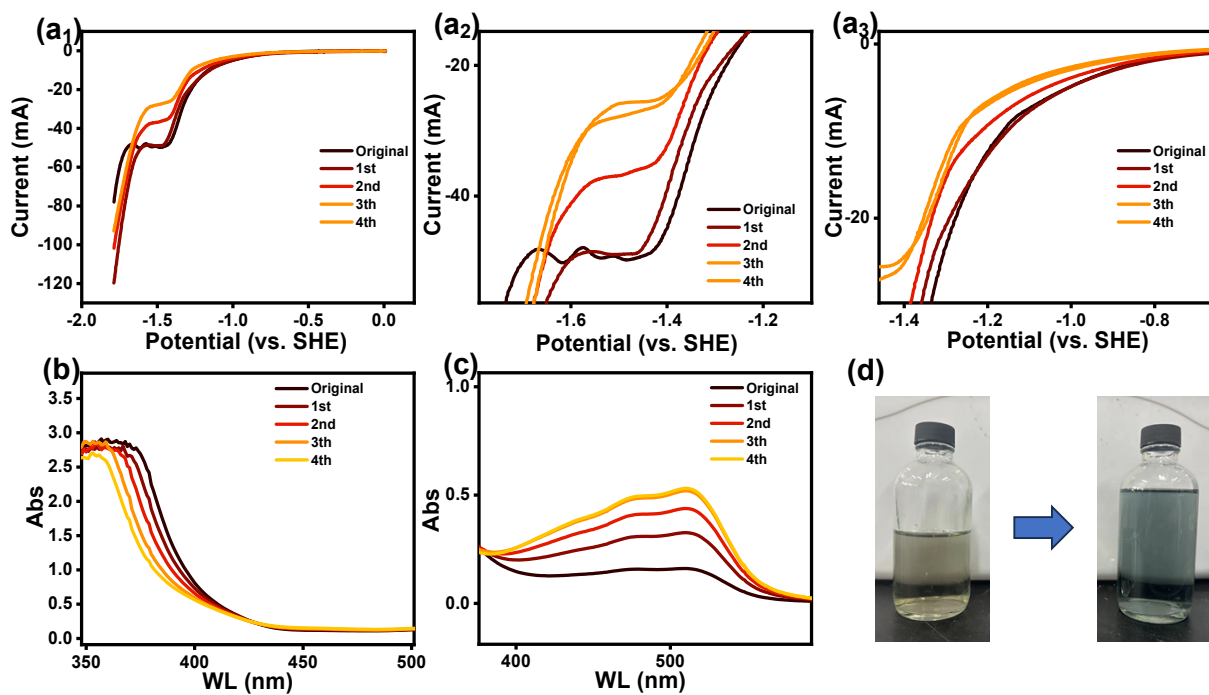 (a1)
0
-20
-40
-60
-80
-100
-120
Current (mA)
Original
1st
2nd
3th
4th
-2.0
-1.5
-1.0
-0.5
0.0
Potential (vs. SHE)
(a2)
-20
-40
Current (mA)
Original
1st
2nd
3th
4th
-1.6
-1.4
-1.2
Potential (vs. SHE)
(a3)
0
-20
Current (mA)
Original
1st
2nd
3th
4th
-1.4
-1.2
-1.0
-0.8
Potential (vs. SHE)
(b)
3.5
3.0
2.5
2.0
1.5
1.0
0.5
0.0
Abs
Original
1st
2nd
3th
4th
350
400
450
500
WL (nm)
(c)
1.0
0.5
0.0
Abs
Original
1st
2nd
3th
4th
400
500
WL (nm)
(d)